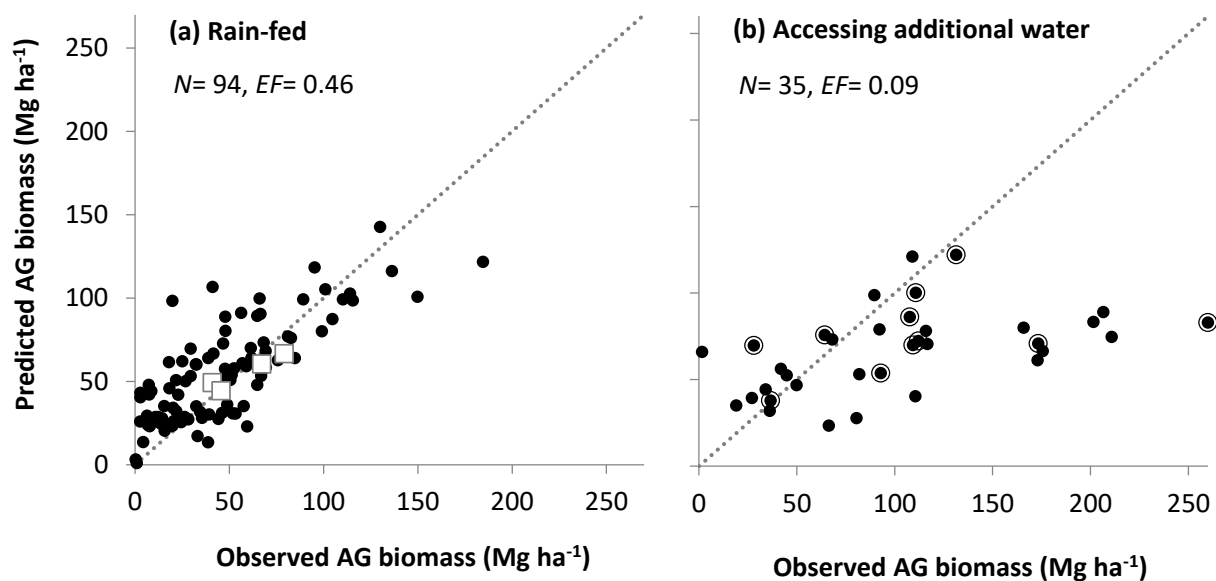 (a) Rain-fed
N= 94, EF= 0.46
Predicted AG biomass (Mg ha⁻¹)
250
200
150
100
50
0
0 50 100 150 200 250
Observed AG biomass (Mg ha⁻¹)
(b) Accessing additional water
N= 35, EF= 0.09
0 50 100 150 200 250
Observed AG biomass (Mg ha⁻¹)